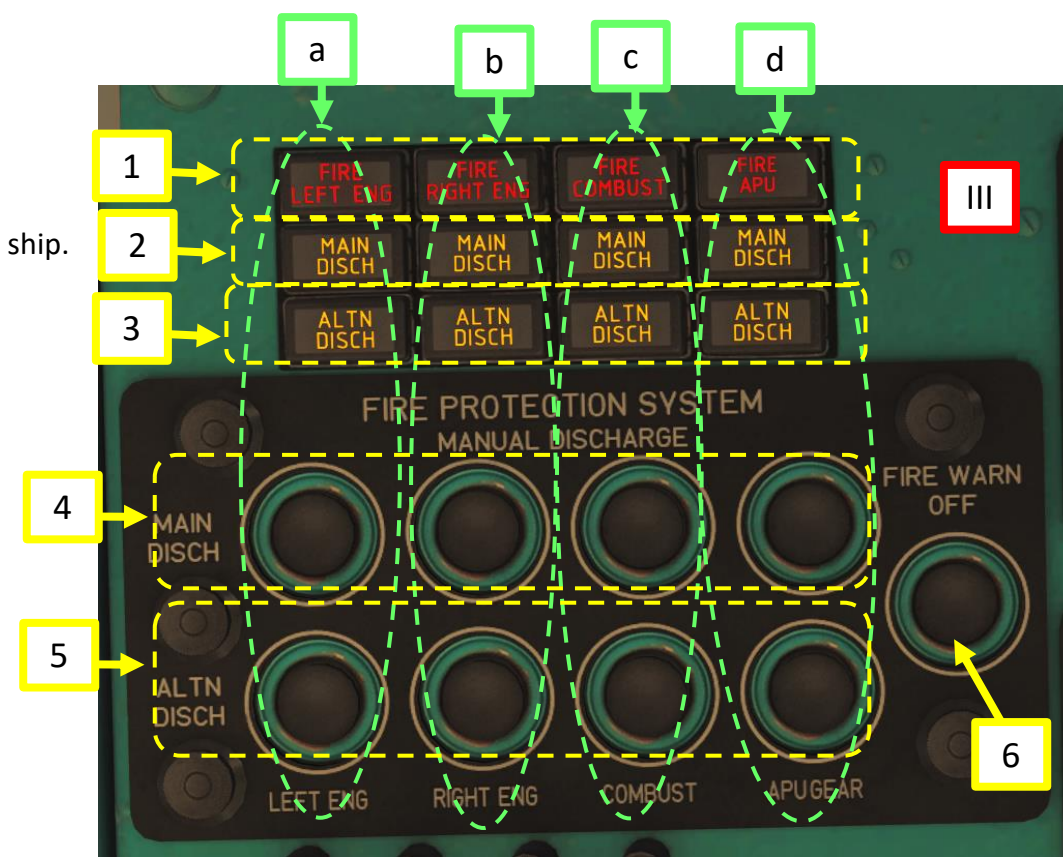 a b c d
1
FIRE LEFT ENG
FIRE RIGHT ENG
FIRE COMBUST
FIRE APU
III
ship.
2
MAIN DISCH
MAIN DISCH
MAIN DISCH
MAIN DISCH
3
ALTN DISCH
ALTN DISCH
ALTN DISCH
ALTN DISCH
FIRE PROTECTION SYSTEM
MANUAL DISCHARGE
FIRE WARN
OFF
4
MAIN
DISCH
5
ALTN
DISCH
6
LEFT ENG RIGHT ENG COMBUST APU GEAR